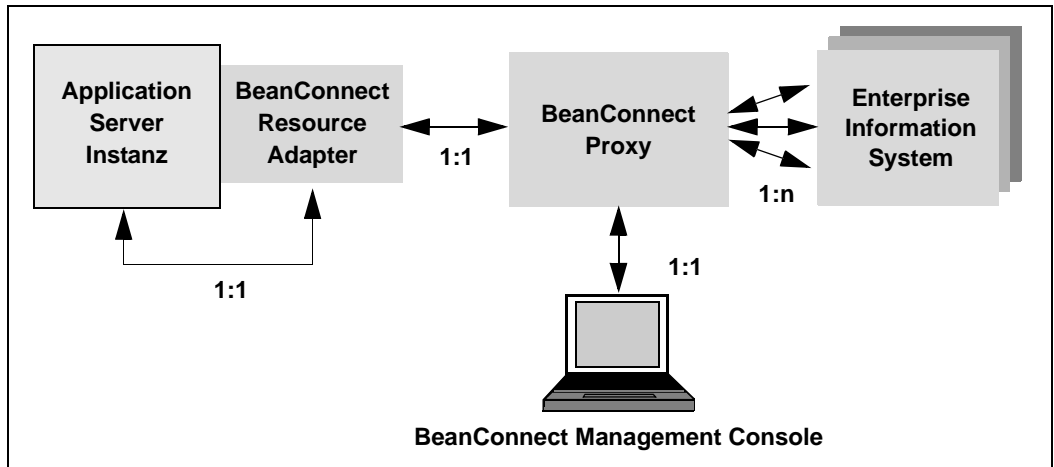 Application
Server
Instanz
BeanConnect
Resource
Adapter
1:1
BeanConnect
Proxy
Enterprise
Information
System
1:n
1:1
1:1
BeanConnect Management Console